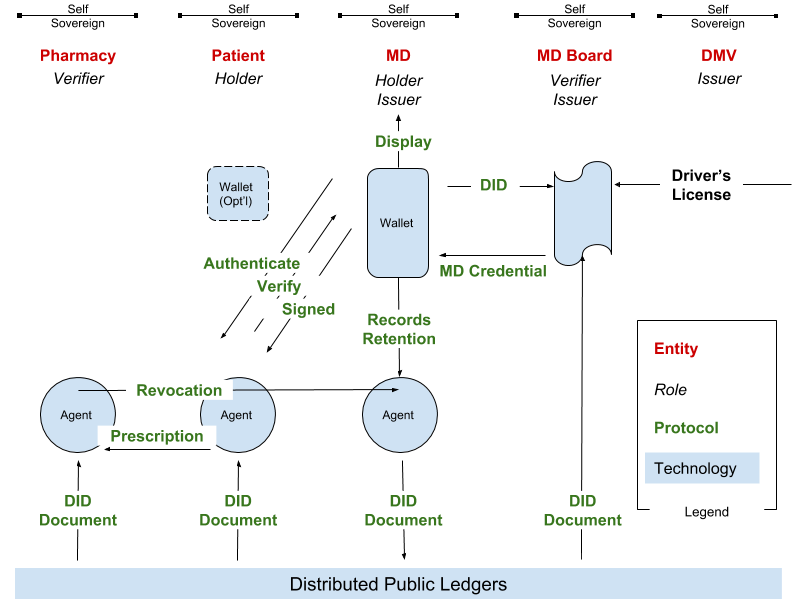 Self
Sovereign
Self
Sovereign
Self
Sovereign
Self
Sovereign
Self
Sovereign
Pharmacy
Verifier
Patient
Holder
MD
Holder
Issuer
MD Board
Verifier
Issuer
DMV
Issuer
Display
Wallet
(Opt'l)
Wallet
DID
Driver's
License
Authenticate
Verify
Signed
MD Credential
Records
Retention
Revocation
Agent
Agent
Agent
Prescription
DID
Document
DID
Document
DID
Document
DID
Document
Entity
Role
Protocol
Technology
Legend
Distributed Public Ledgers